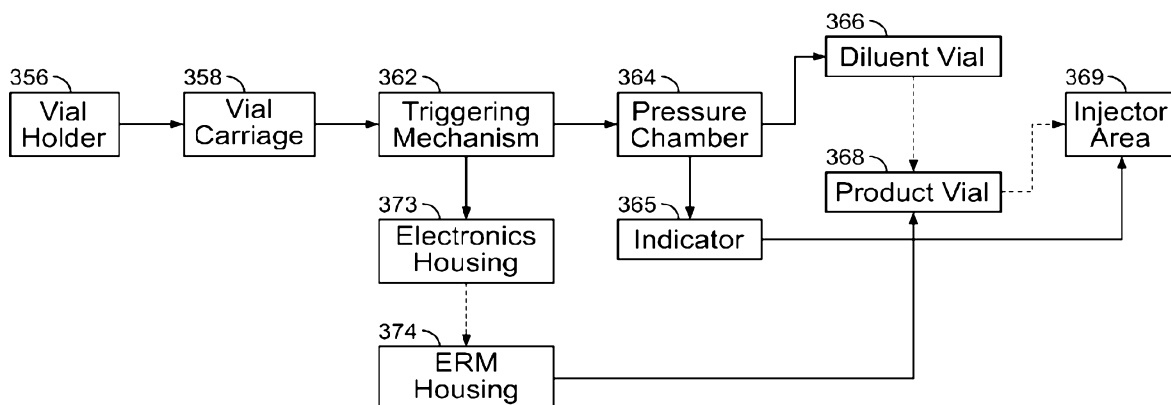 366
Diluent Vial
356
Vial
Holder
358
Vial
Carriage
362
Triggering
Mechanism
364
Pressure
Chamber
369
Injector
Area
368
Product Vial
373
Electronics
Housing
365
Indicator
374
ERM
Housing